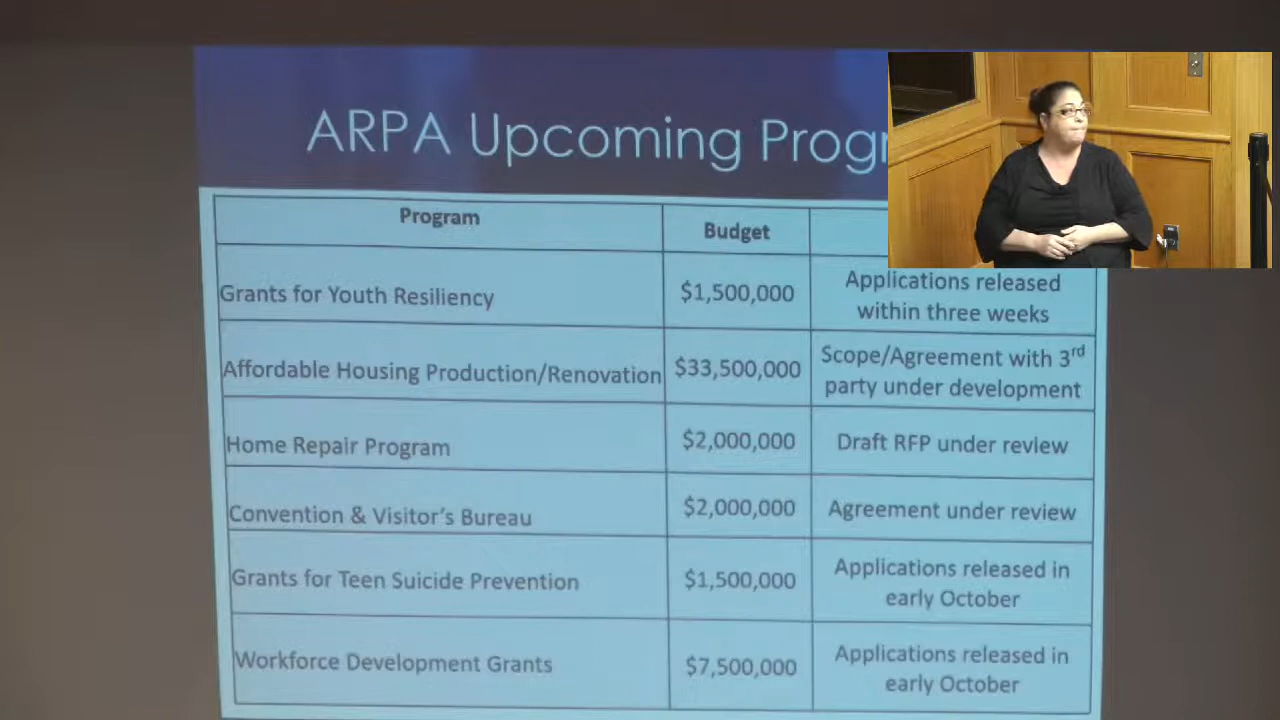 ARPA Upcoming Progr
Program
Budget
Grants for Youth Resiliency
$1,500,000
Applications released
within three weeks
Affordable Housing Production/Renovation
$33,500,000
Scope/Agreement with 3rd
party under development
Home Repair Program
$2,000,000
Draft RFP under review
Convention & Visitor's Bureau
$2,000,000
Agreement under review
Grants for Teen Suicide Prevention
$1,500,000
Applications released in
early October
Workforce Development Grants
$7,500,000
Applications released in
early October